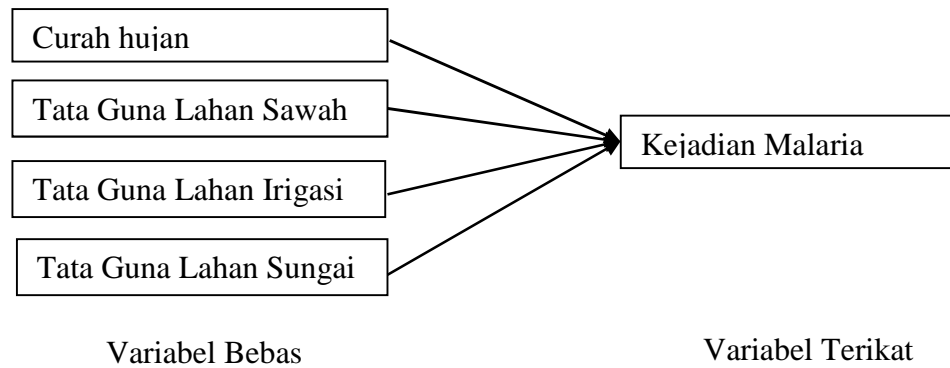 Curah hujan
Tata Guna Lahan Sawah
Kejadian Malaria
Tata Guna Lahan Irigasi
Tata Guna Lahan Sungai
Variabel Bebas
Variabel Terikat